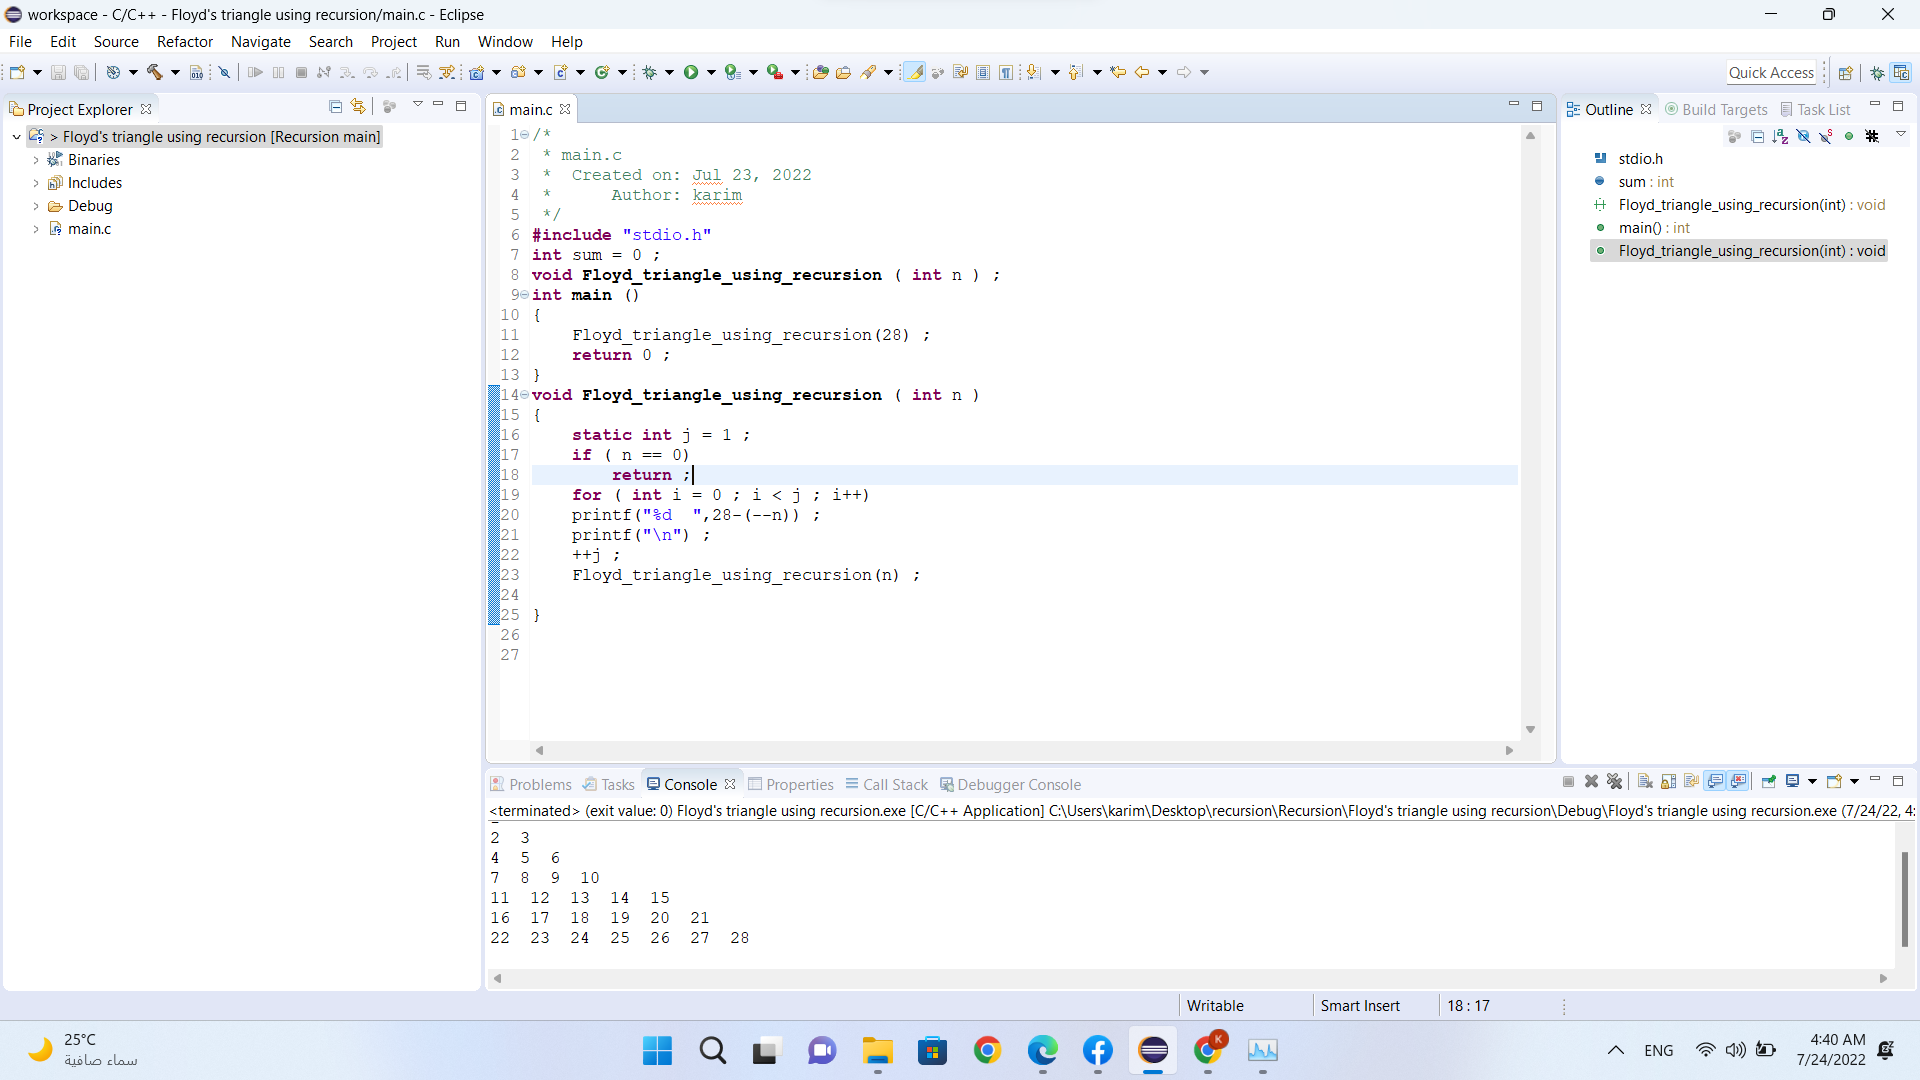 workspace - C/C++ - Floyd's triangle using recursion/main.c - Eclipse
File Edit Source Refactor Navigate Search Project Run Window Help
Quick Access
Project Explorer
> Floyd's triangle using recursion [Recursion main]
Binaries
Includes
Debug
main.c
main.c
1 /*
2  * main.c
3  *  Created on: Jul 23, 2022
4  *      Author: karim
5  */
6 #include "stdio.h"
7 int sum = 0 ;
8 void Floyd_triangle_using_recursion ( int n ) ;
9 int main ()
10 {
11     Floyd_triangle_using_recursion(28) ;
12     return 0 ;
13 }
14 void Floyd_triangle_using_recursion ( int n )
15 {
16     static int j = 1 ;
17     if ( n == 0)
18         return ;
19     for ( int i = 0 ; i < j ; i++)
20     printf("%d  ",28-(--n)) ;
21     printf("\n") ;
22     ++j ;
23     Floyd_triangle_using_recursion(n) ;
24
25 }
26
27
Outline Build Targets Task List
stdio.h
sum : int
Floyd_triangle_using_recursion(int) : void
main() : int
Floyd_triangle_using_recursion(int) : void
Problems Tasks Console Properties Call Stack Debugger Console
<terminated> (exit value: 0) Floyd's triangle using recursion.exe [C/C++ Application] C:\Users\karim\Desktop\recursion\Recursion\Floyd's triangle using recursion\Debug\Floyd's triangle using recursion.exe (7/24/22, 4:
2  3
4  5  6
7  8  9  10
11  12  13  14  15
16  17  18  19  20  21
22  23  24  25  26  27  28
Writable Smart Insert 18 : 17
25°C
سماء صافية
K
ENG
4:40 AM
7/24/2022